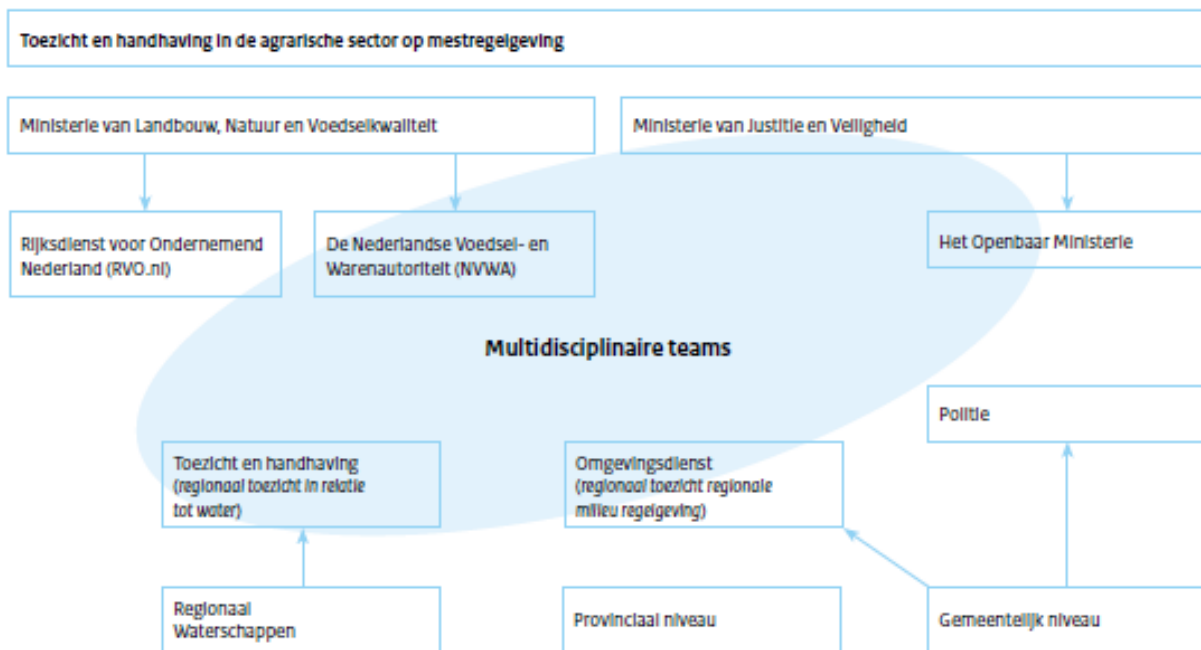 Toezicht en handhaving in de agrarische sector op mestregelgeving
Ministerie van Landbouw, Natuur en Voedselkwaliteit
Ministerie van Justitie en Veiligheid
Rijksdienst voor Ondernemend
Nederland (RVO.nl)
De Nederlandse Voedsel- en
Warenautoriteit (NVWA)
Het Openbaar Ministerie
Multidisciplinaire teams
Politie
Toezicht en handhaving
(regionaal toezicht in relatie
tot water)
Omgevingsdienst
(regionaal toezicht regionale
milieu regelgeving)
Regionaal
Waterschappen
Provinciaal niveau
Gemeentelijk niveau